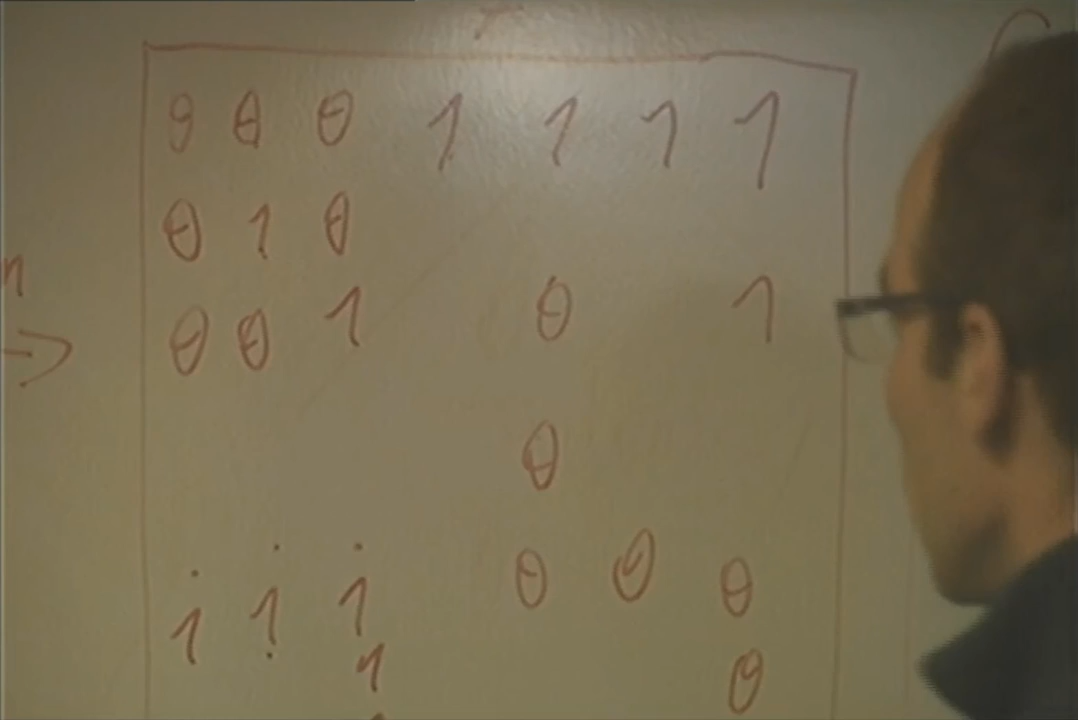 0 0 0 1 1 1 1
0 1 0
n 0 0 1 0 1
→
0
1 1 1 0 0 0
1 0